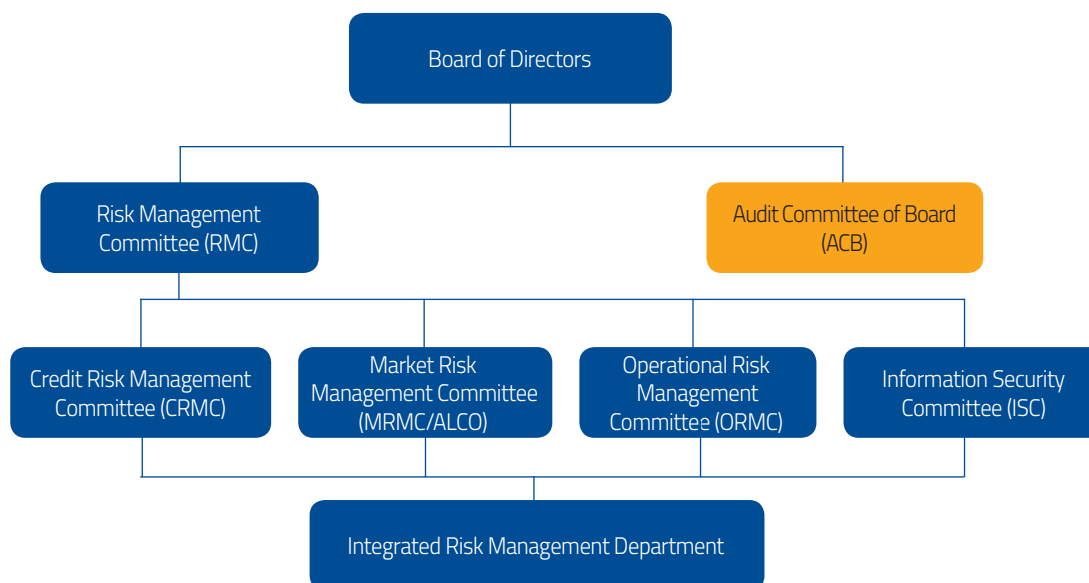 Board of Directors
Risk Management
Committee (RMC)
Audit Committee of Board
(ACB)
Credit Risk Management
Committee (CRMC)
Market Risk
Management Committee
(MRMC/ALCO)
Operational Risk
Management
Committee (ORMC)
Information Security
Committee (ISC)
Integrated Risk Management Department